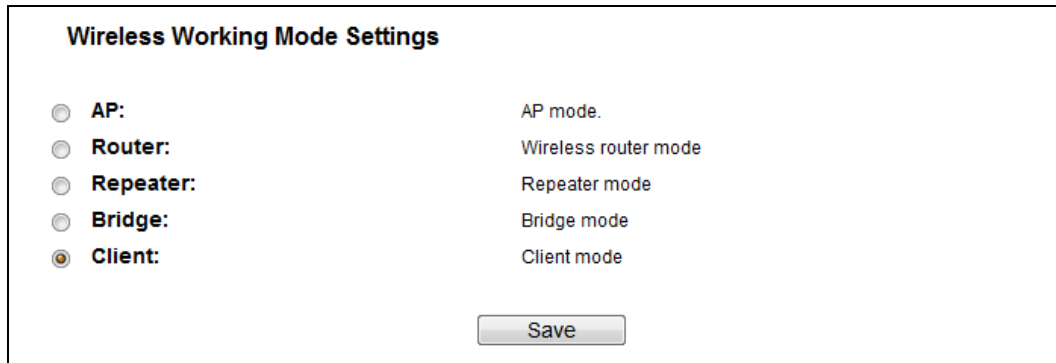 Wireless Working Mode Settings
AP: AP mode.
Router: Wireless router mode
Repeater: Repeater mode
Bridge: Bridge mode
Client: Client mode
Save